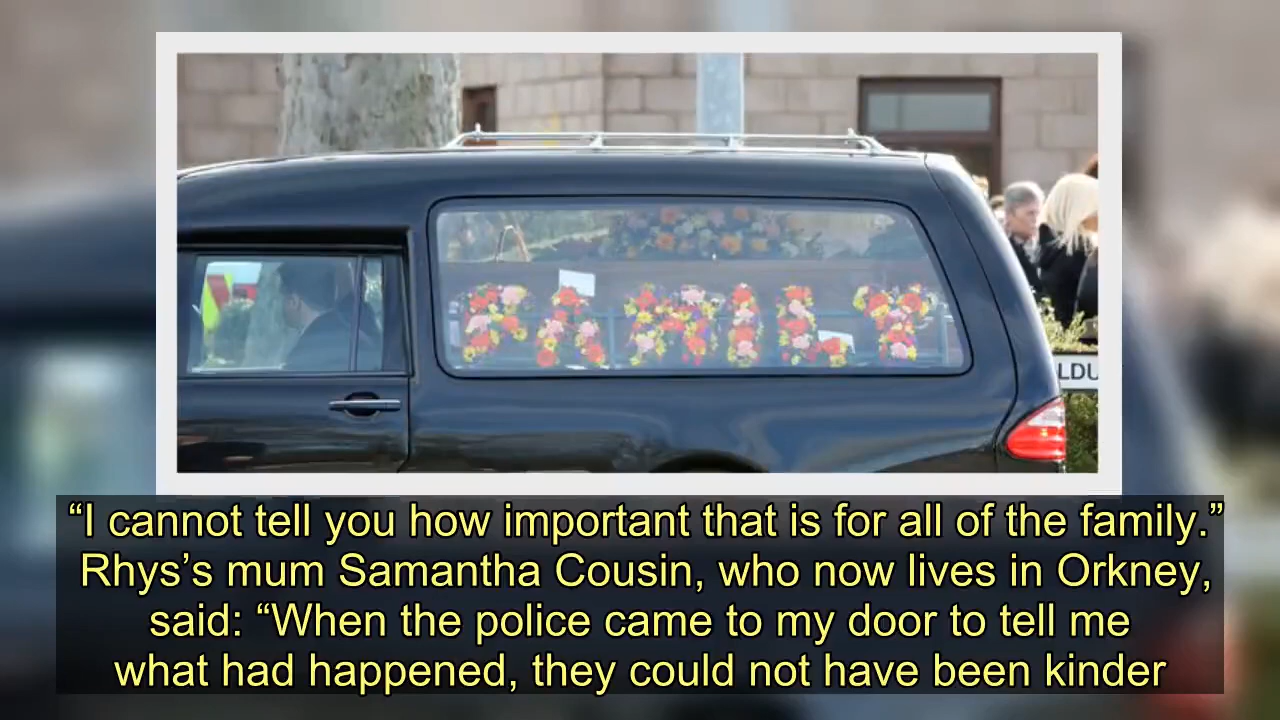 FAMILY
LDU
“I cannot tell you how important that is for all of the family.”
Rhys’s mum Samantha Cousin, who now lives in Orkney,
said: “When the police came to my door to tell me
what had happened, they could not have been kinder